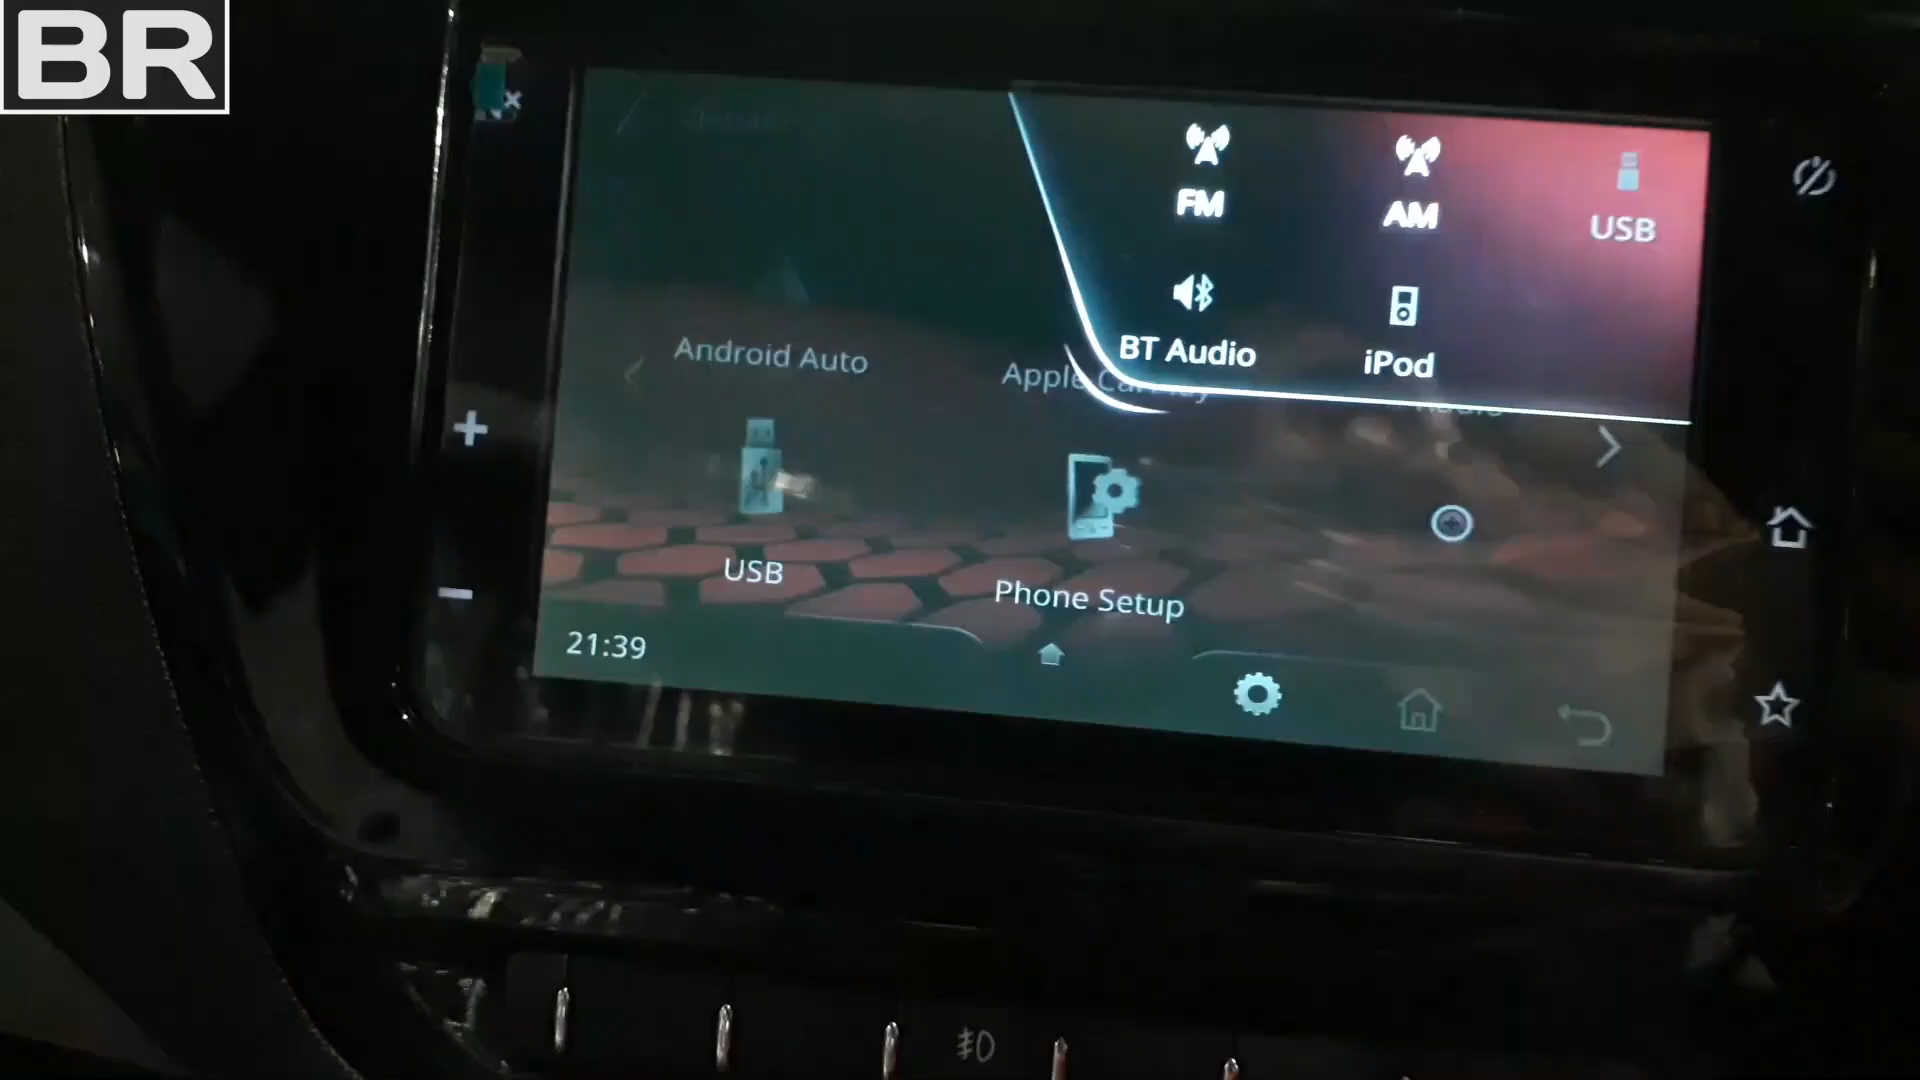 BR
FM
AM
USB
BT Audio
iPod
Android Auto
Apple CarPlay
USB
Phone Setup
21:39